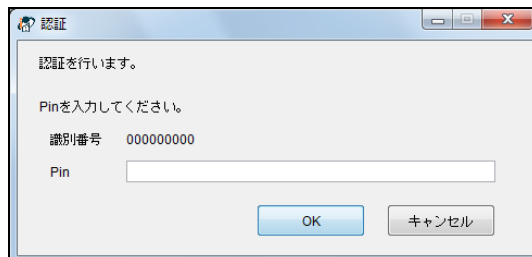 認証
認証を行います。
Pinを入力してください。
識別番号 000000000
Pin
OK キャンセル